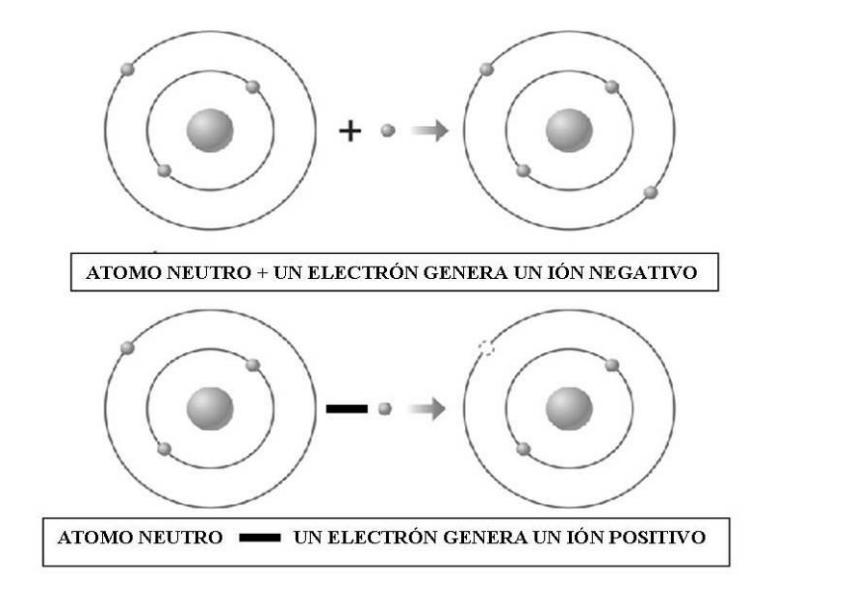 +
ATOMO NEUTRO + UN ELECTRÓN GENERA UN IÓN NEGATIVO
ATOMO NEUTRO — UN ELECTRÓN GENERA UN IÓN POSITIVO